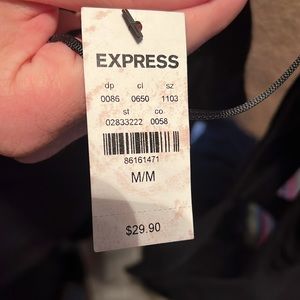 EXPRESS
dp cl sz
0086 0650 1103
st co
02833222 0058
86161471
M/M
$29.90